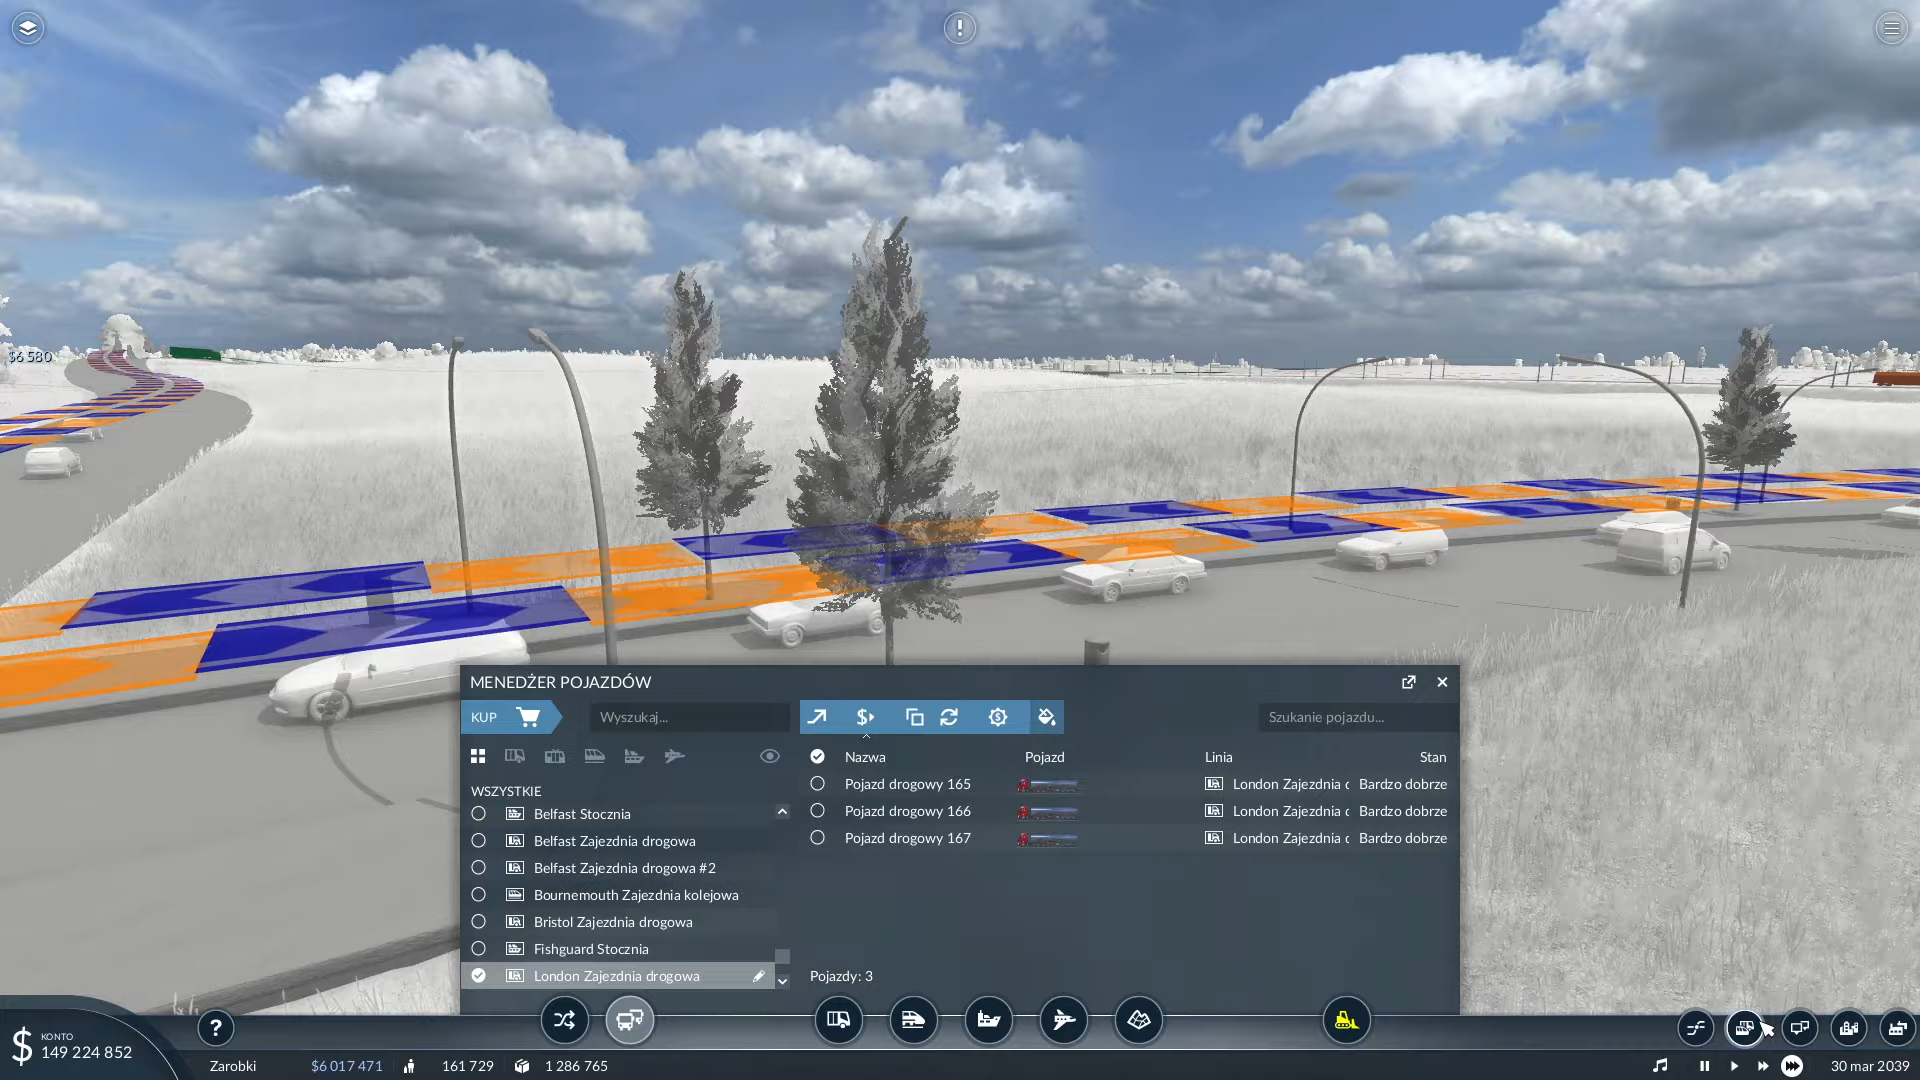 $6 580
MENEDŻER POJAZDÓW
KUP
Wyszukaj...
Szukanie pojazdu...
Nazwa Pojazd Linia Stan
WSZYSTKIE
Belfast Stocznia
Belfast Zajezdnia drogowa
Belfast Zajezdnia drogowa #2
Bournemouth Zajezdnia kolejowa
Bristol Zajezdnia drogowa
Fishguard Stocznia
London Zajezdnia drogowa
Pojazd drogowy 165 London Zajezdnia d Bardzo dobrze
Pojazd drogowy 166 London Zajezdnia d Bardzo dobrze
Pojazd drogowy 167 London Zajezdnia d Bardzo dobrze
Pojazdy: 3
KONTO
149 224 852
Zarobki $6 017 471 161 729 1 286 765
30 mar 2039